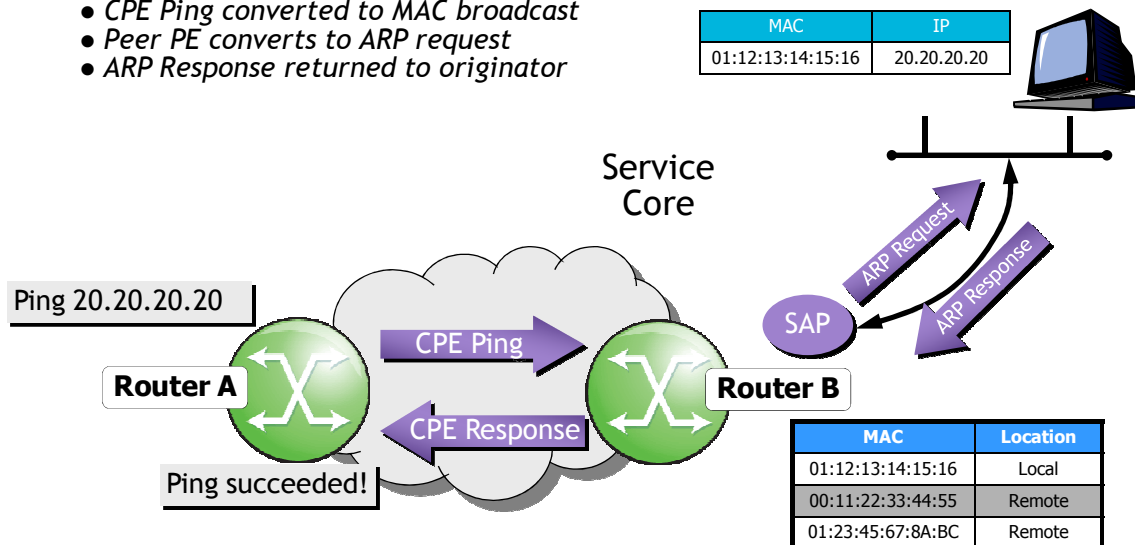 ● CPE Ping converted to MAC broadcast
● Peer PE converts to ARP request
● ARP Response returned to originator
MAC IP
01:12:13:14:15:16 20.20.20.20
Service
Core
ARP Request
ARP Response
Ping 20.20.20.20
SAP
CPE Ping
Router A
Router B
CPE Response
Ping succeeded!
MAC Location
01:12:13:14:15:16 Local
00:11:22:33:44:55 Remote
01:23:45:67:8A:BC Remote